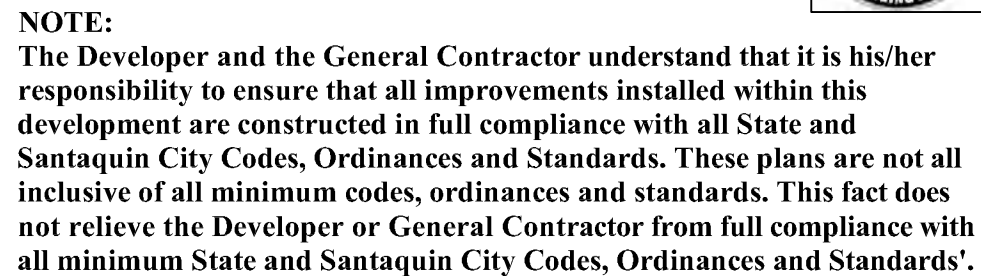 NOTE:
The Developer and the General Contractor understand that it is his/her
responsibility to ensure that all improvements installed within this
development are constructed in full compliance with all State and
Santaquin City Codes, Ordinances and Standards. These plans are not all
inclusive of all minimum codes, ordinances and standards. This fact does
not relieve the Developer or General Contractor from full compliance with
all minimum State and Santaquin City Codes, Ordinances and Standards'.